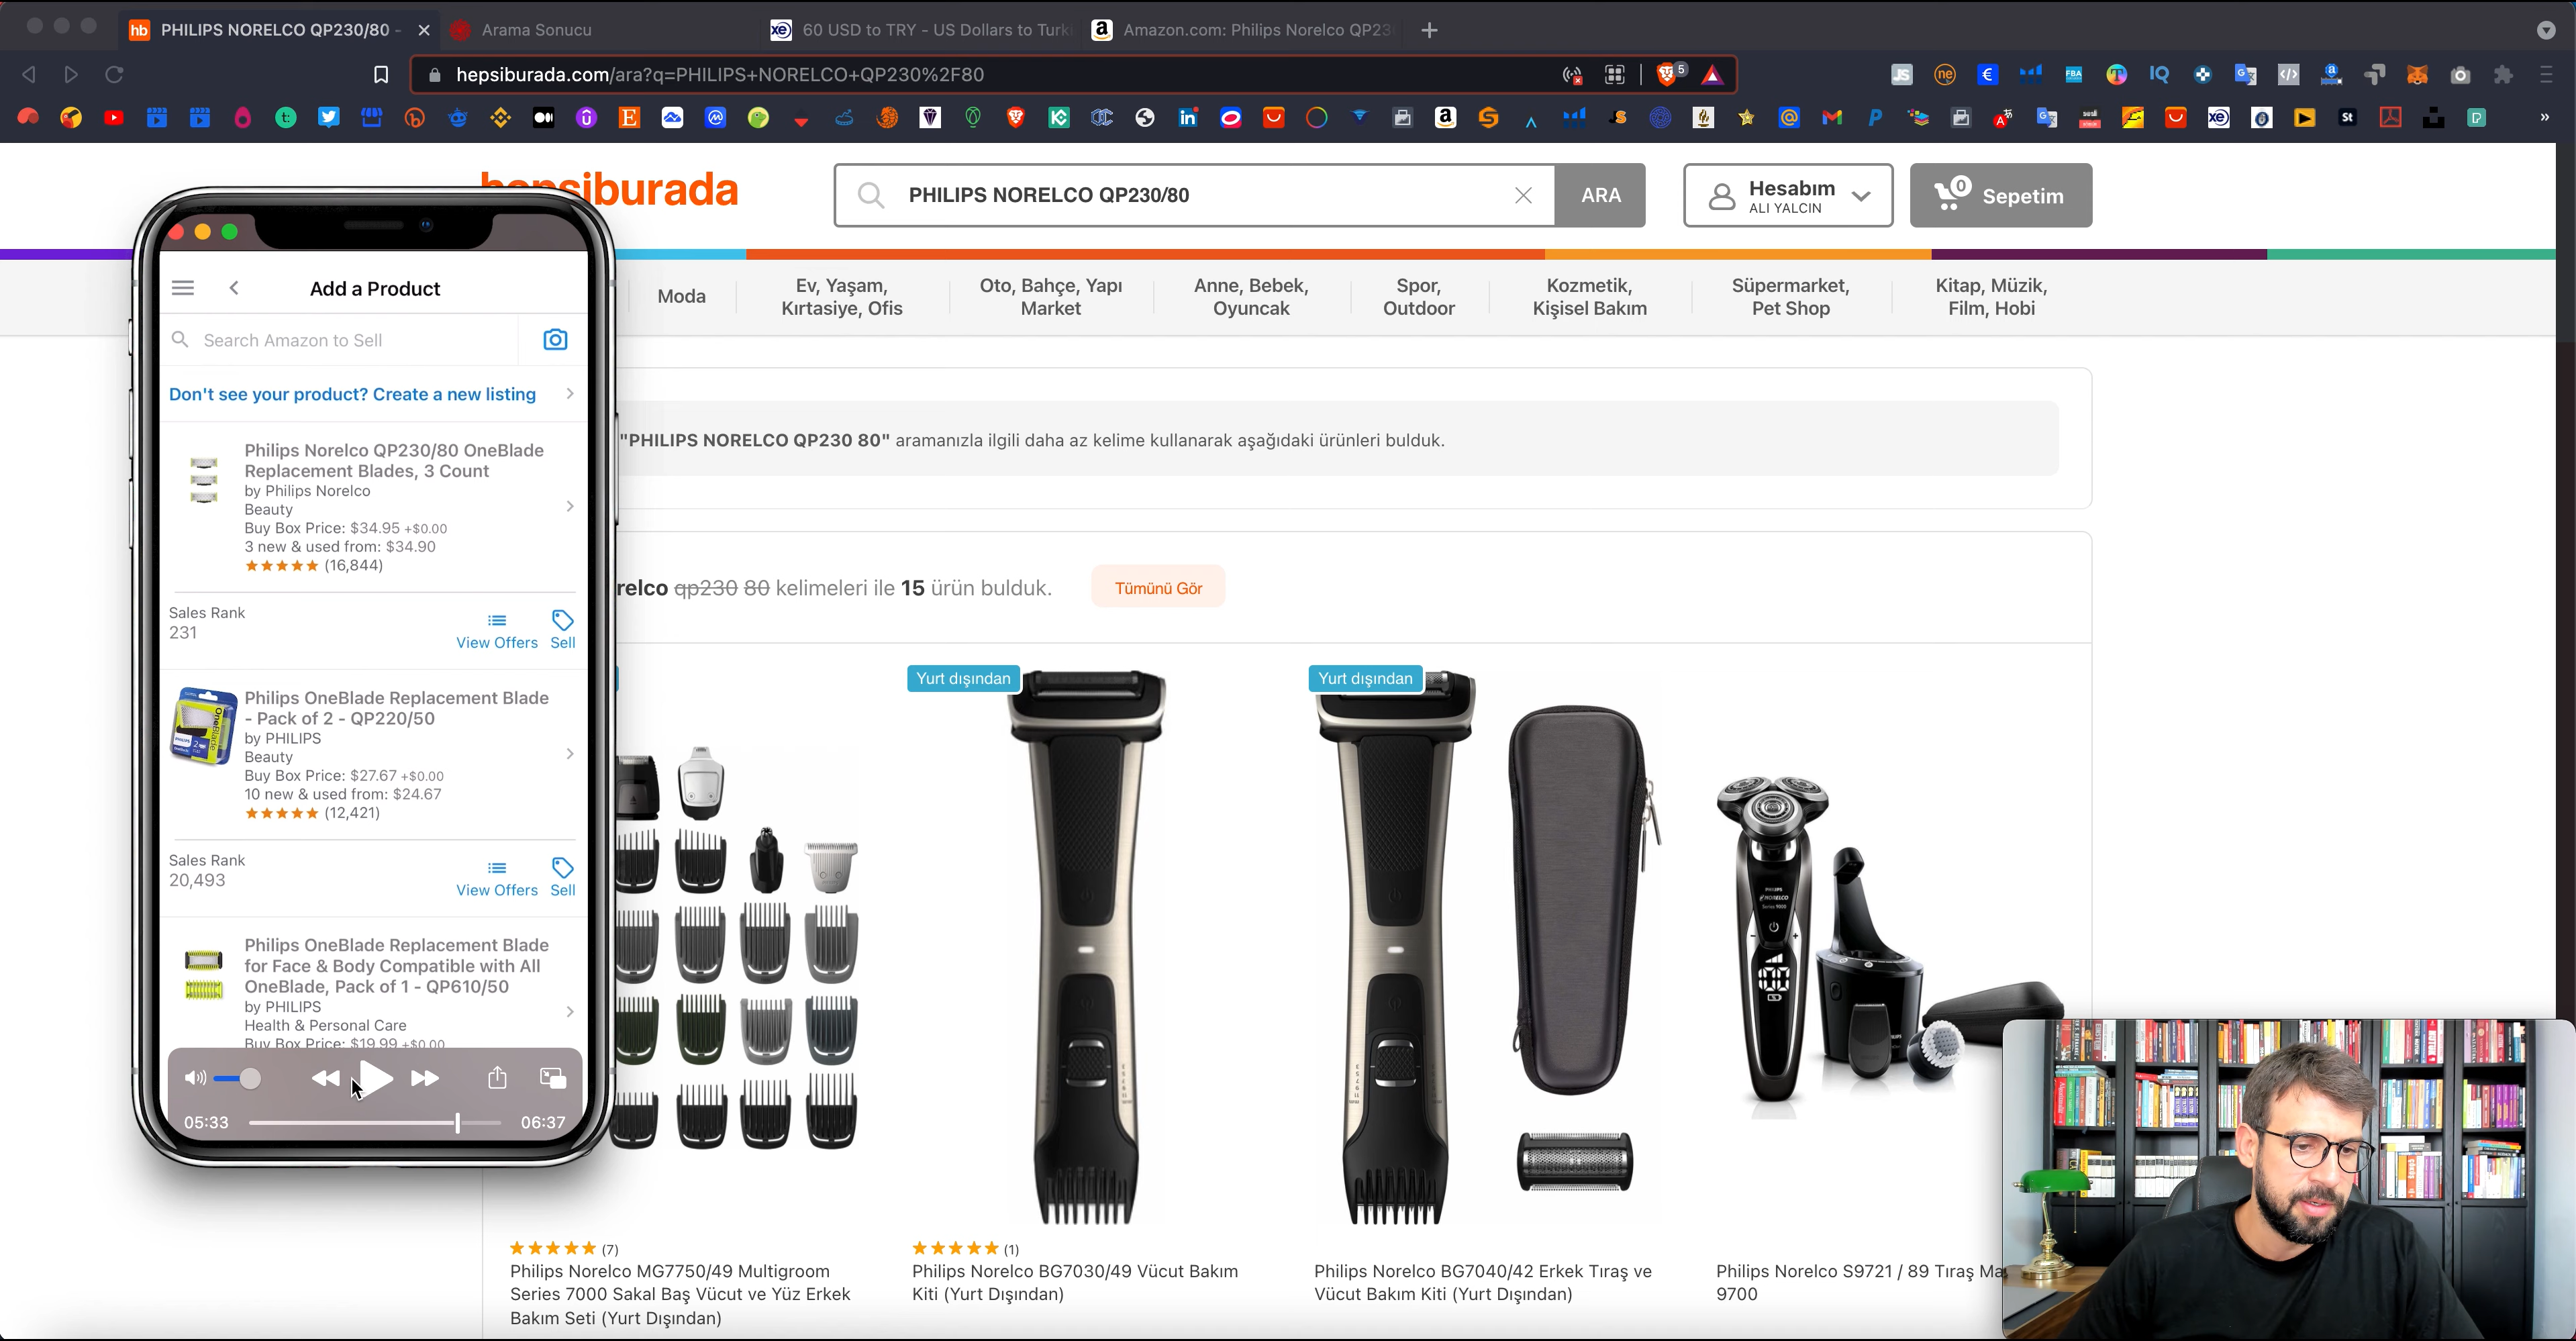 PHILIPS NORELCO QP230/80 -
Arama Sonucu
60 USD to TRY - US Dollars to Turk
Amazon.com: Philips Norelco QP23
hepsiburada.com/ara?q=PHILIPS+NORELCO+QP230%2F80
hepsiburada
PHILIPS NORELCO QP230/80
ARA
Hesabım
ALI YALCIN
0
Sepetim
Moda
Ev, Yaşam,
Kırtasiye, Ofis
Oto, Bahçe, Yapı
Market
Anne, Bebek,
Oyuncak
Spor,
Outdoor
Kozmetik,
Kişisel Bakım
Süpermarket,
Pet Shop
Kitap, Müzik,
Film, Hobi
Add a Product
Search Amazon to Sell
Don't see your product? Create a new listing
Philips Norelco QP230/80 OneBlade
Replacement Blades, 3 Count
by Philips Norelco
Beauty
Buy Box Price: $34.95 +$0.00
3 new & used from: $34.90
(16,844)
Sales Rank
231
View Offers
Sell
Philips OneBlade Replacement Blade
- Pack of 2 - QP220/50
by PHILIPS
Beauty
Buy Box Price: $27.67 +$0.00
10 new & used from: $24.67
(12,421)
Sales Rank
20,493
View Offers
Sell
Philips OneBlade Replacement Blade
for Face & Body Compatible with All
OneBlade, Pack of 1 - QP610/50
by PHILIPS
Health & Personal Care
Buy Box Price: $19.99 +$0.00
05:33
06:37
"PHILIPS NORELCO QP230 80" aramanızla ilgili daha az kelime kullanarak aşağıdaki ürünleri bulduk.
relco qp230 80 kelimeleri ile 15 ürün bulduk.
Tümünü Gör
Yurt dışından
Yurt dışından
(7)
Philips Norelco MG7750/49 Multigroom
Series 7000 Sakal Baş Vücut ve Yüz Erkek
Bakım Seti (Yurt Dışından)
(1)
Philips Norelco BG7030/49 Vücut Bakım
Kiti (Yurt Dışından)
Philips Norelco BG7040/42 Erkek Tıraş ve
Vücut Bakım Kiti (Yurt Dışından)
Philips Norelco S9721 / 89 Tıraş Ma
9700